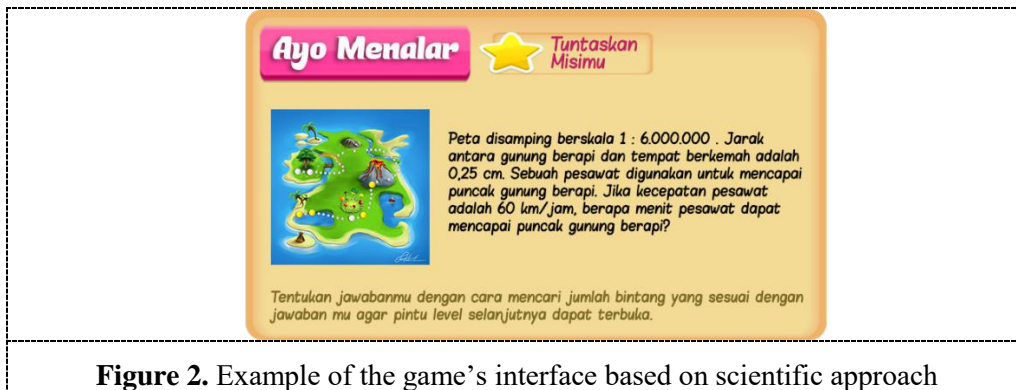 Ayo Menalar
Tuntaskan
Misimu
Peta disamping berskala 1 : 6.000.000 . Jarak
antara gunung berapi dan tempat berkemah adalah
0,25 cm. Sebuah pesawat digunakan untuk mencapai
puncak gunung berapi. Jika kecepatan pesawat
adalah 60 km/jam, berapa menit pesawat dapat
mencapai puncak gunung berapi?
Tentukan jawabanmu dengan cara mencari jumlah bintang yang sesuai dengan
jawaban mu agar pintu level selanjutnya dapat terbuka.
Figure 2. Example of the game's interface based on scientific approach